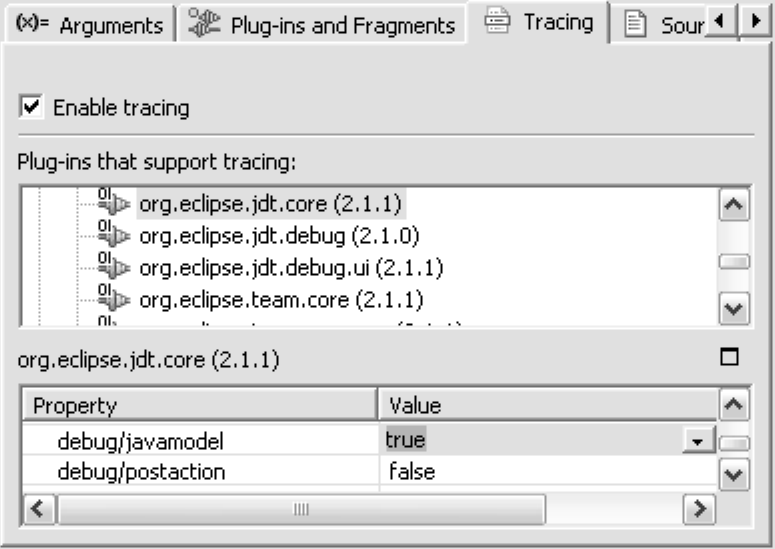 (x)= Arguments Plug-ins and Fragments Tracing Sour
Enable tracing
Plug-ins that support tracing:
org.eclipse.jdt.core (2.1.1)
org.eclipse.jdt.debug (2.1.0)
org.eclipse.jdt.debug.ui (2.1.1)
org.eclipse.team.core (2.1.1)
org.eclipse.jdt.core (2.1.1)
Property Value
debug/javamodel true
debug/postaction false